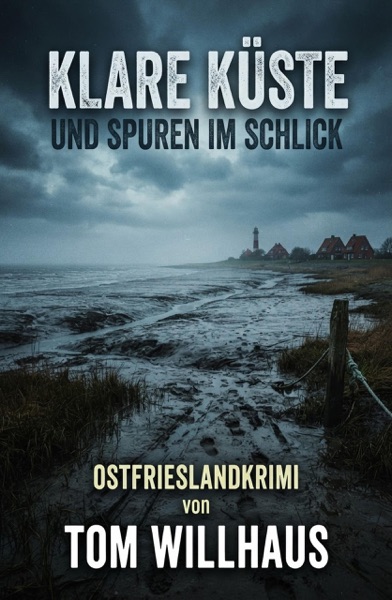 KLARE KÜSTE
UND SPUREN IM SCHLICK
OSTFRIESLANDKRIMI
von
TOM WILLHAUS